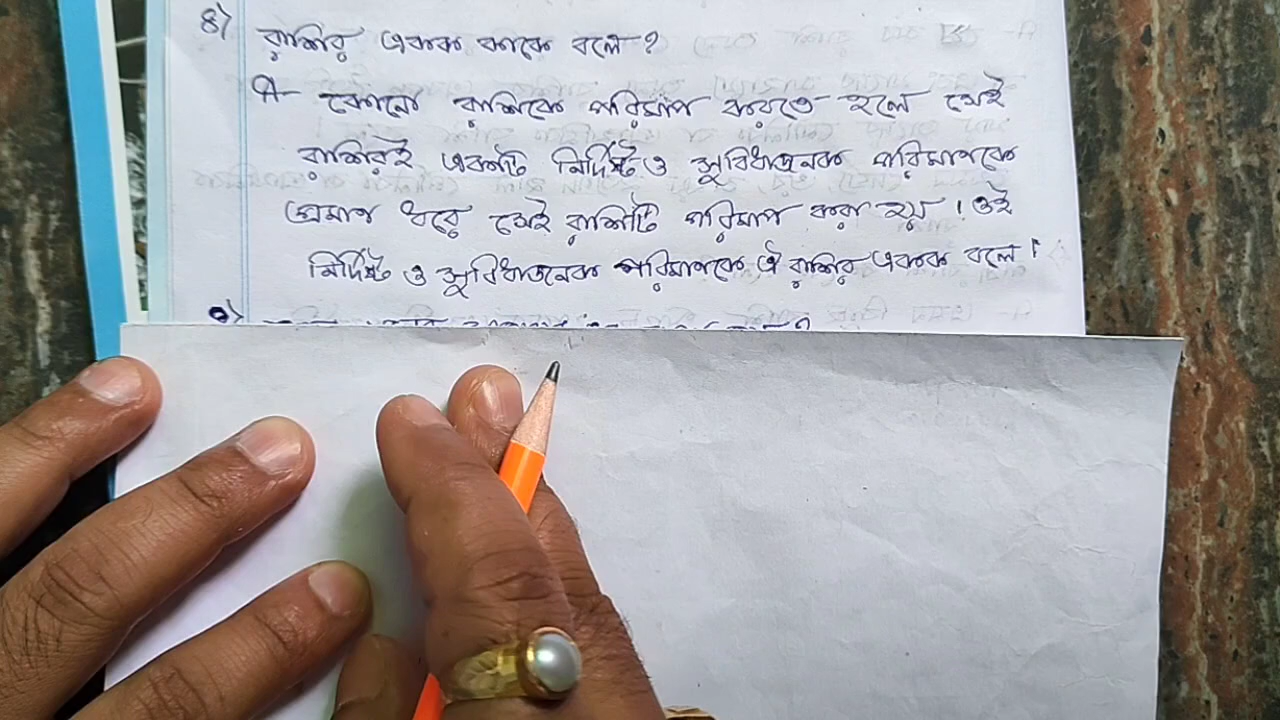 ৪) রাশির একক কাকে বলে?
A- কোনো রাশিকে পরিমাপ করতে হলে সেই
রাশিরই একটি নির্দিষ্ট ও সুবিধাজনক পরিমাণকে
প্রমাণ ধরে সেই রাশিটি পরিমাপ করা হয়। ওই
নির্দিষ্ট ও সুবিধাজনক পরিমাণকে ঐ রাশির একক বলে।